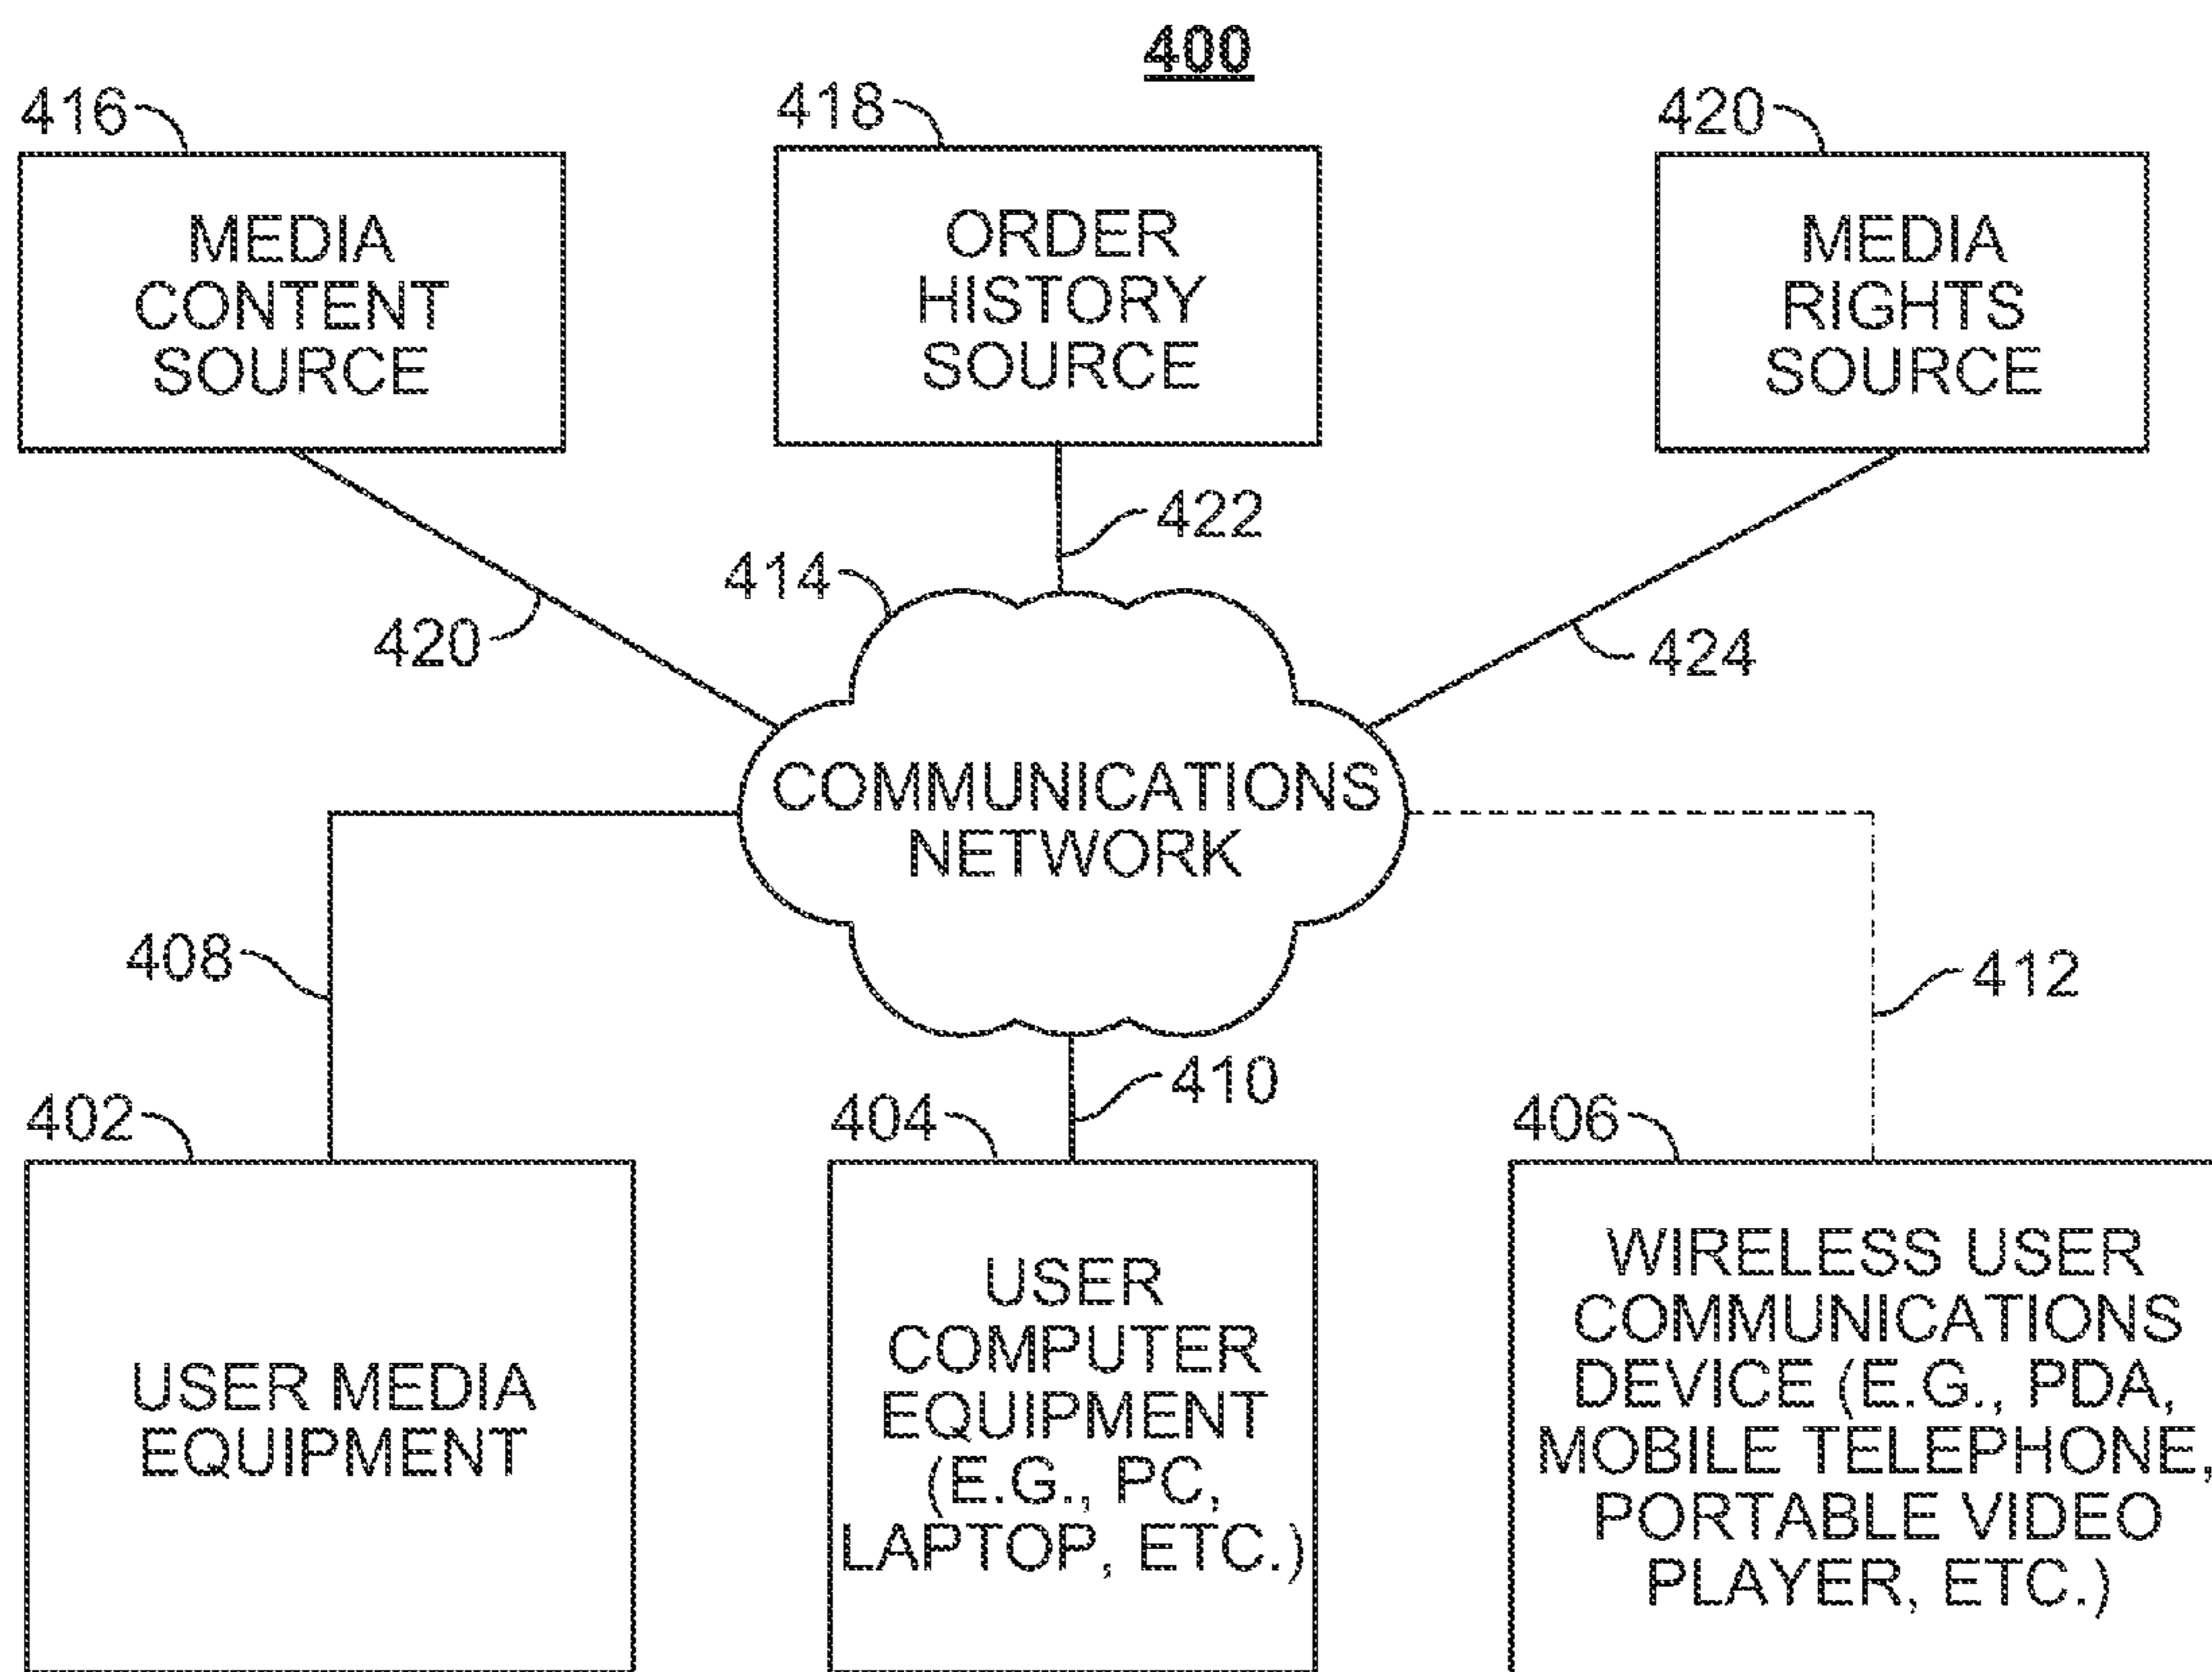 400
416
418
420
MEDIA
CONTENT
SOURCE
ORDER
HISTORY
SOURCE
MEDIA
RIGHTS
SOURCE
422
414
420
424
COMMUNICATIONS
NETWORK
408
412
410
402
404
406
USER MEDIA
EQUIPMENT
USER
COMPUTER
EQUIPMENT
(E.G., PC,
LAPTOP, ETC.)
WIRELESS USER
COMMUNICATIONS
DEVICE (E.G., PDA,
MOBILE TELEPHONE,
PORTABLE VIDEO
PLAYER, ETC.)